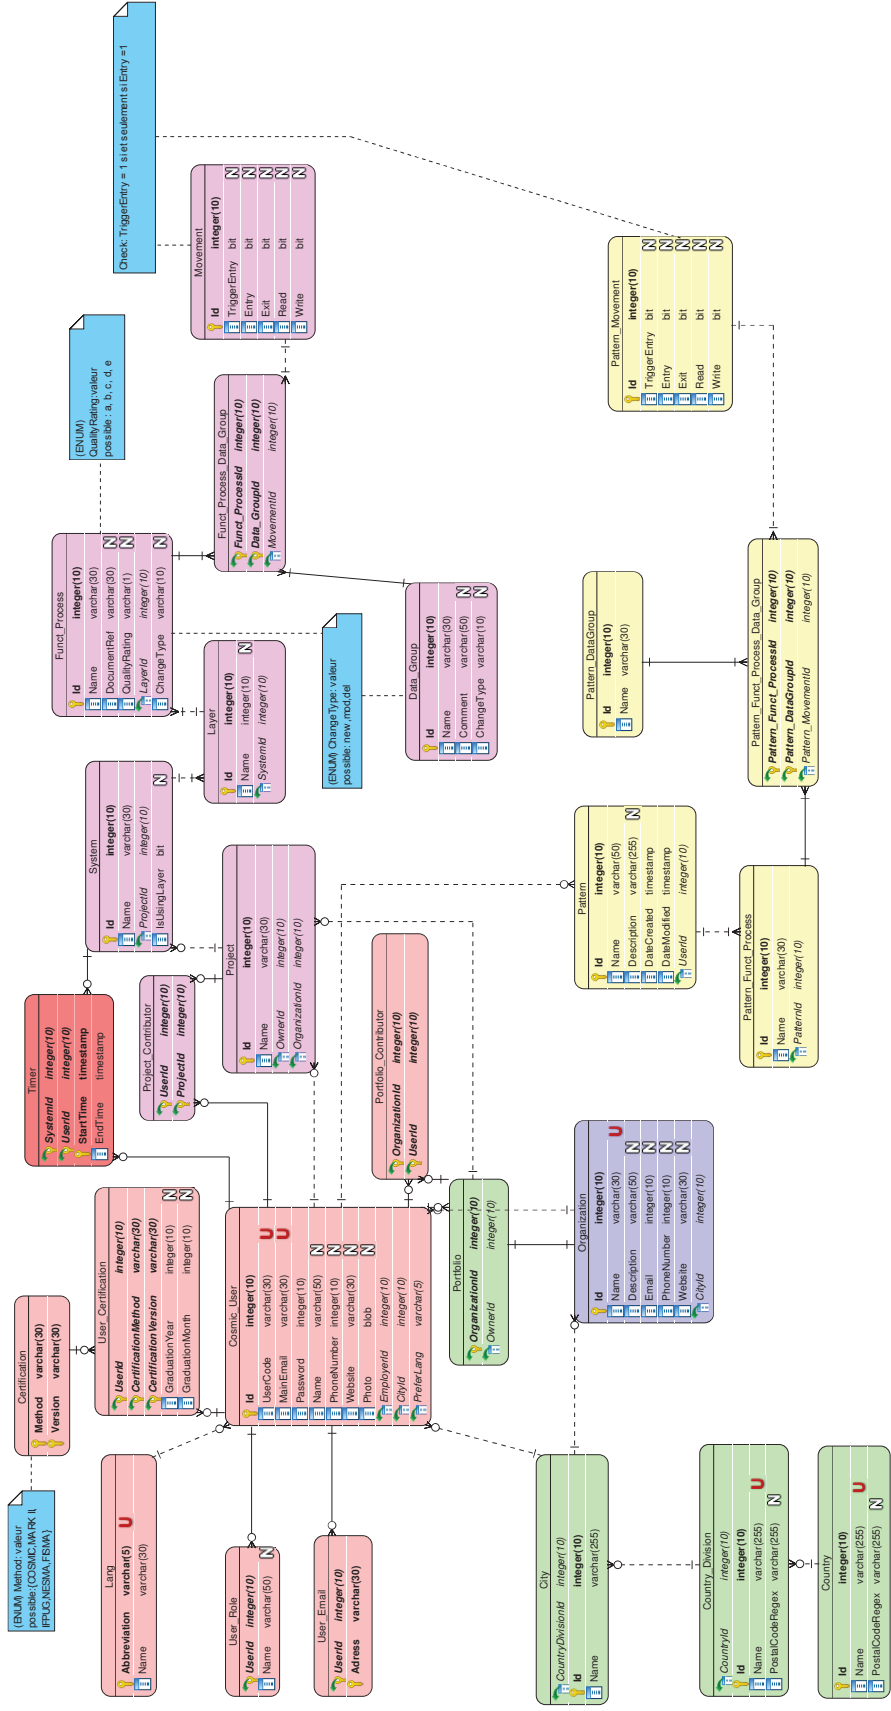 Check: TriggerEntry = 1 si et seulement si Entry =1
(ENUM)
QualityRating:valeur
possible : a, b, c, d, e
Movement
Id integer(10)
TriggerEntry bit N
Entry bit N
Exit bit N
Read bit N
Write bit N
Funct_Process
Id integer(10)
Name varchar(30)
DocumentRef varchar(30) N
QualityRating varchar(1) N
LayerId integer(10)
ChangeType varchar(10) N
Funct_Process_Data_Group
Funct_ProcessId integer(10)
Data_GroupId integer(10)
MovementId integer(10)
Pattern_Movement
Id integer(10)
TriggerEntry bit N
Entry bit N
Exit bit N
Read bit N
Write bit N
System
Id integer(10)
Name varchar(30)
ProjectId integer(10)
IsUsingLayer bit N
Layer
Id integer(10)
Name integer(10) N
SystemId integer(10)
(ENUM) ChangeType: valeur
possible: new,mod,del
Data_Group
Id integer(10)
Name varchar(30)
Comment varchar(50) N
ChangeType varchar(10) N
Pattern_DataGroup
Id integer(10)
Name varchar(30)
Pattern_Funct_Process_Data_Group
Pattern_Funct_ProcessId integer(10)
Pattern_DataGroupId integer(10)
Pattern_MovementId integer(10)
Timer
SystemId integer(10)
UserId integer(10)
StartTime timestamp
EndTime timestamp
Project_Contributor
UserId integer(10)
ProjectId integer(10)
Project
Id integer(10)
Name varchar(30)
OwnerId integer(10)
OrganizationId integer(10)
Portfolio_Contributor
OrganizationId integer(10)
UserId integer(10)
Pattern
Id integer(10)
Name varchar(50)
Description varchar(255) N
DateCreated timestamp
DateModified timestamp
UserId integer(10)
Pattern_Funct_Process
Id integer(10)
Name varchar(30)
PatternId integer(10)
Certification
Method varchar(30)
Version varchar(30)
User_Certification
UserId integer(10)
CertificationMethod varchar(30)
CertificationVersion varchar(30)
GraduationYear integer(10) N
GraduationMonth integer(10) N
Cosmic_User
Id integer(10)
UserCode varchar(30) U
MainEmail varchar(30) U
Password integer(10)
Name varchar(50) N
PhoneNumber integer(10) N
Website varchar(30) N
Photo blob N
EmployerId integer(10)
CityId integer(10)
PreferLang varchar(5)
Portfolio
OrganizationId integer(10)
OwnerId integer(10)
Organization
Id integer(10)
Name varchar(30) U
Description varchar(50) N
Email integer(10) N
PhoneNumber integer(10) N
Website varchar(30) N
CityId integer(10)
(ENUM) Method: valeur
possible:{COSMIC,MARK II,
IFPUG,NESMA,FISMA}
Lang
Abbreviation varchar(5) U
Name varchar(30)
User_Role
UserId integer(10)
Name varchar(50) N
User_Email
UserId integer(10)
Adress varchar(30)
City
CountryDivisionId integer(10)
Id integer(10)
Name varchar(255)
Country_Division
CountryId integer(10)
Id integer(10)
Name varchar(255) U
PostalCodeRegex varchar(255) N
Country
Id integer(10)
Name varchar(255) U
PostalCodeRegex varchar(255) N